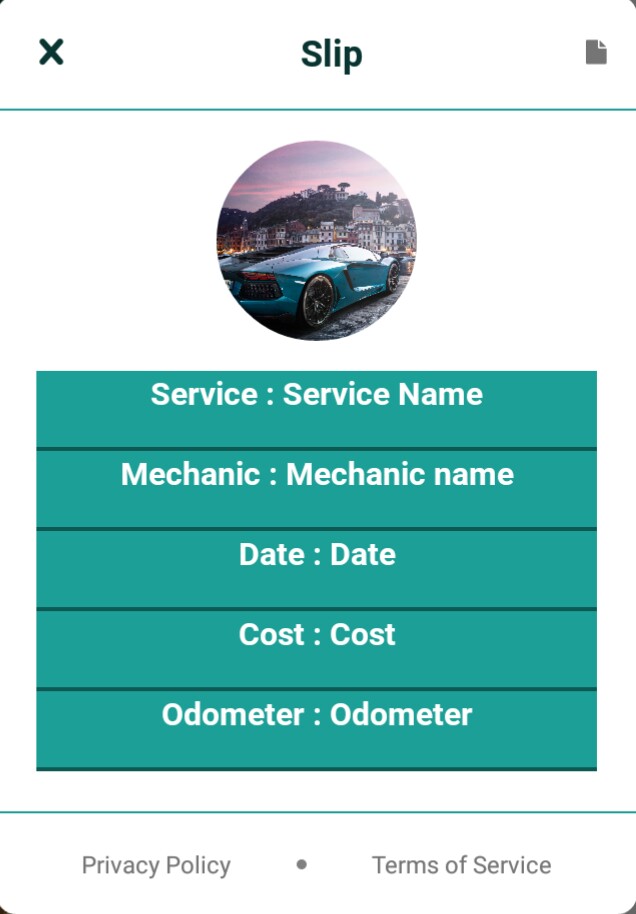 Slip
Service : Service Name
Mechanic : Mechanic name
Date : Date
Cost : Cost
Odometer : Odometer
Privacy Policy • Terms of Service